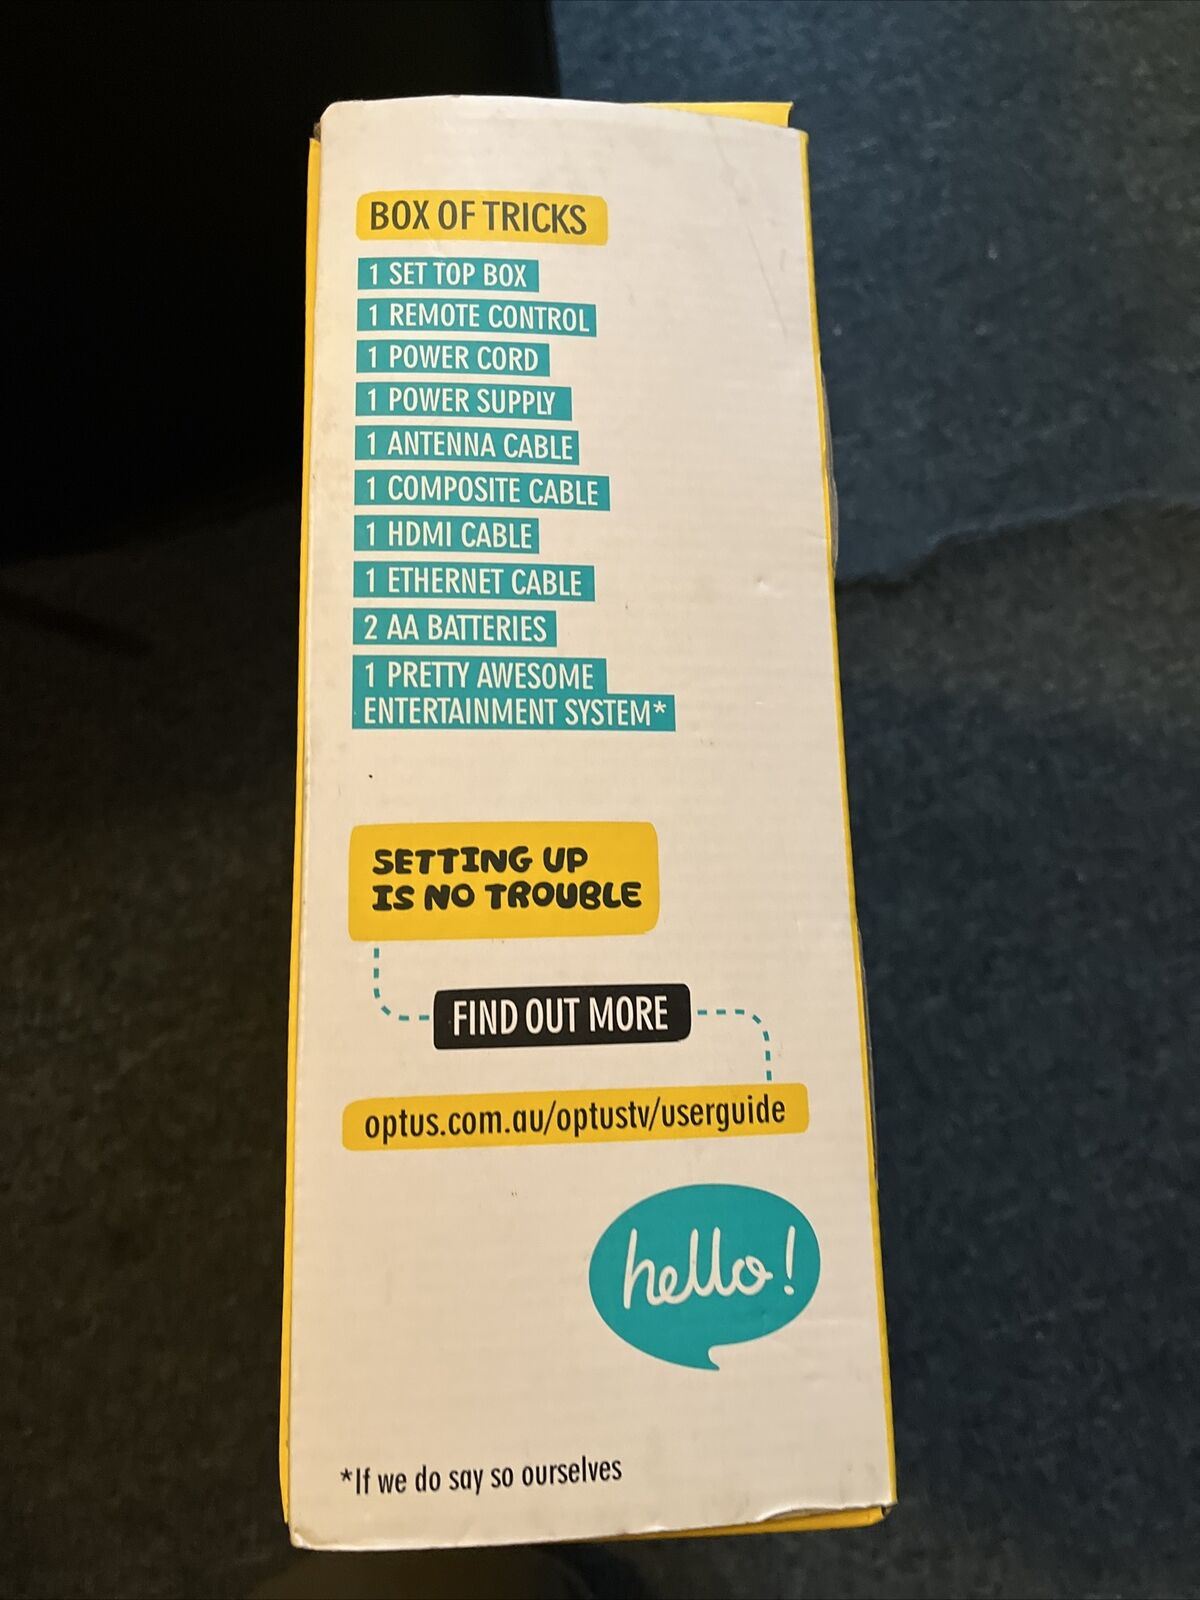 BOX OF TRICKS
1 SET TOP BOX
1 REMOTE CONTROL
1 POWER CORD
1 POWER SUPPLY
1 ANTENNA CABLE
1 COMPOSITE CABLE
1 HDMI CABLE
1 ETHERNET CABLE
2 AA BATTERIES
1 PRETTY AWESOME
ENTERTAINMENT SYSTEM*
SETTING UP
IS NO TROUBLE
FIND OUT MORE
optus.com.au/optustv/userguide
hello!
*If we do say so ourselves